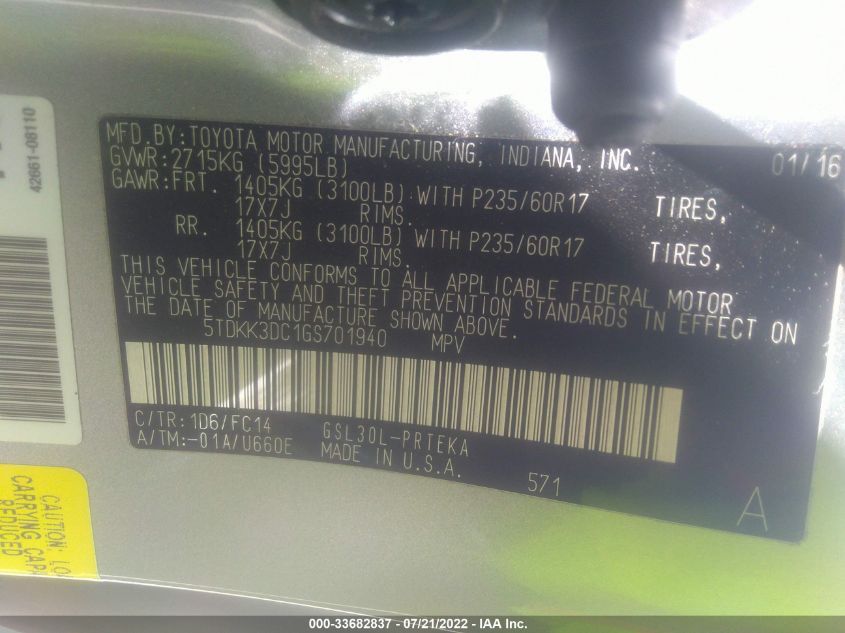 MFD. BY: TOYOTA MOTOR MANUFACTURING, INDIANA, INC. 01/16
GVWR: 2715KG (5995LB)
GAWR: FRT. 1405KG (3100LB) WITH P235/60R17 TIRES,
17X7J RIMS.
RR. 1405KG (3100LB) WITH P235/60R17 TIRES,
17X7J RIMS.
THIS VEHICLE CONFORMS TO ALL APPLICABLE FEDERAL MOTOR
VEHICLE SAFETY AND THEFT PREVENTION STANDARDS IN EFFECT ON
THE DATE OF MANUFACTURE SHOWN ABOVE.
5TDKK3DC1GS701940 MPV
C/TR: 1D6/FC14 GSL30L-PRTEKA
A/TM: -01A/U660E MADE IN U.S.A.
571
A
42661-08110
CAUTION:
CARRYING
REDUCED
000-33682837 - 07/21/2022 - IAA Inc.